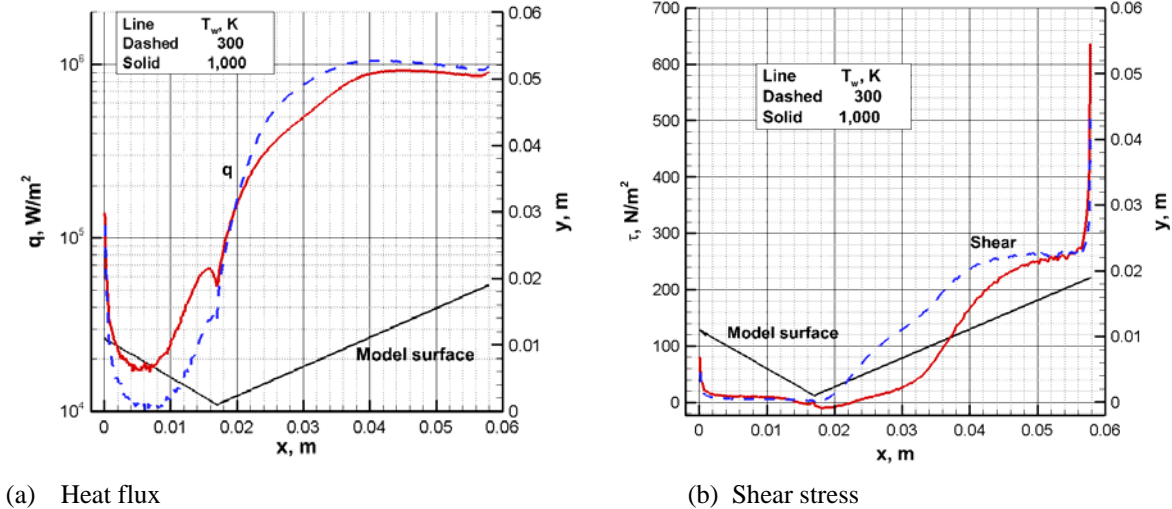 Line T_w, K
Dashed 300
Solid 1,000
10^6
10^5
10^4
q, W/m^2
q
Model surface
0 0.01 0.02 0.03 0.04 0.05 0.06
x, m
0.06
0.05
0.04
0.03
0.02
0.01
0
y, m
(a) Heat flux
700
600
500
400
300
200
100
0
τ, N/m^2
Line T_w, K
Dashed 300
Solid 1,000
Shear
Model surface
0 0.01 0.02 0.03 0.04 0.05 0.06
x, m
0.06
0.05
0.04
0.03
0.02
0.01
0
y, m
(b) Shear stress